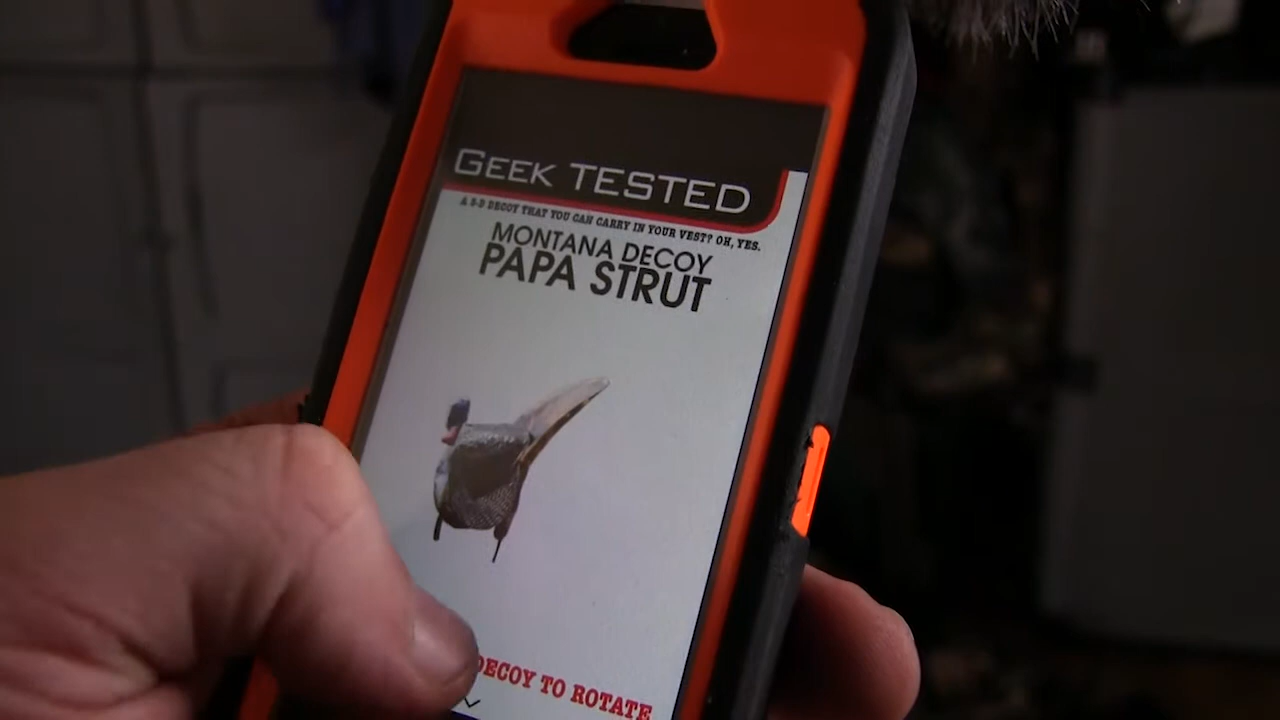 GEEK TESTED
A 3-D DECOY THAT YOU CAN CARRY IN YOUR VEST? OH, YES.
MONTANA DECOY
PAPA STRUT
DECOY TO ROTATE